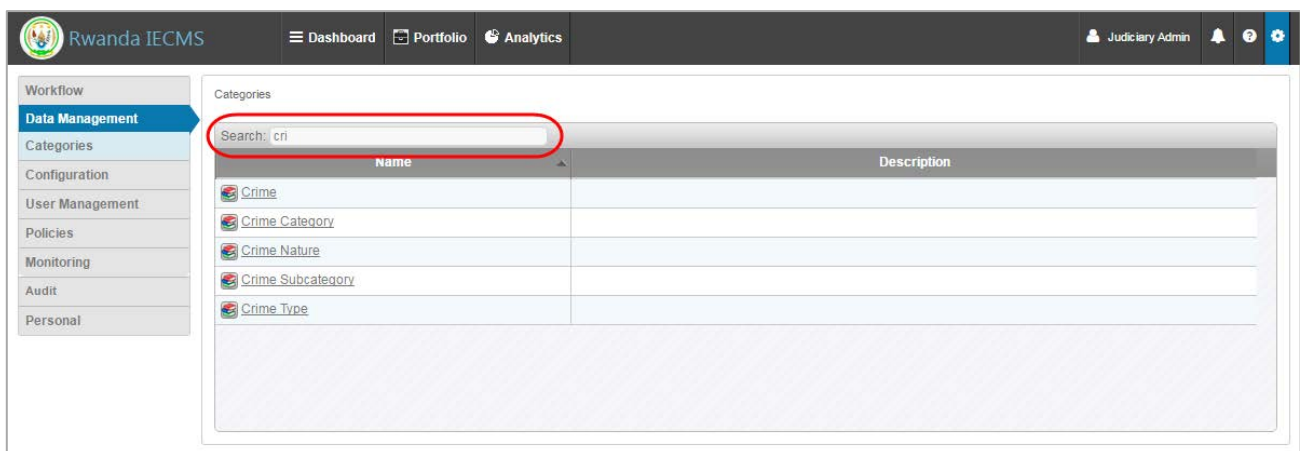 Rwanda IECMS Dashboard Portfolio Analytics Judiciary Admin
Workflow
Data Management
Categories
Configuration
User Management
Policies
Monitoring
Audit
Personal
Categories
Search: cri
Name Description
Crime
Crime Category
Crime Nature
Crime Subcategory
Crime Type